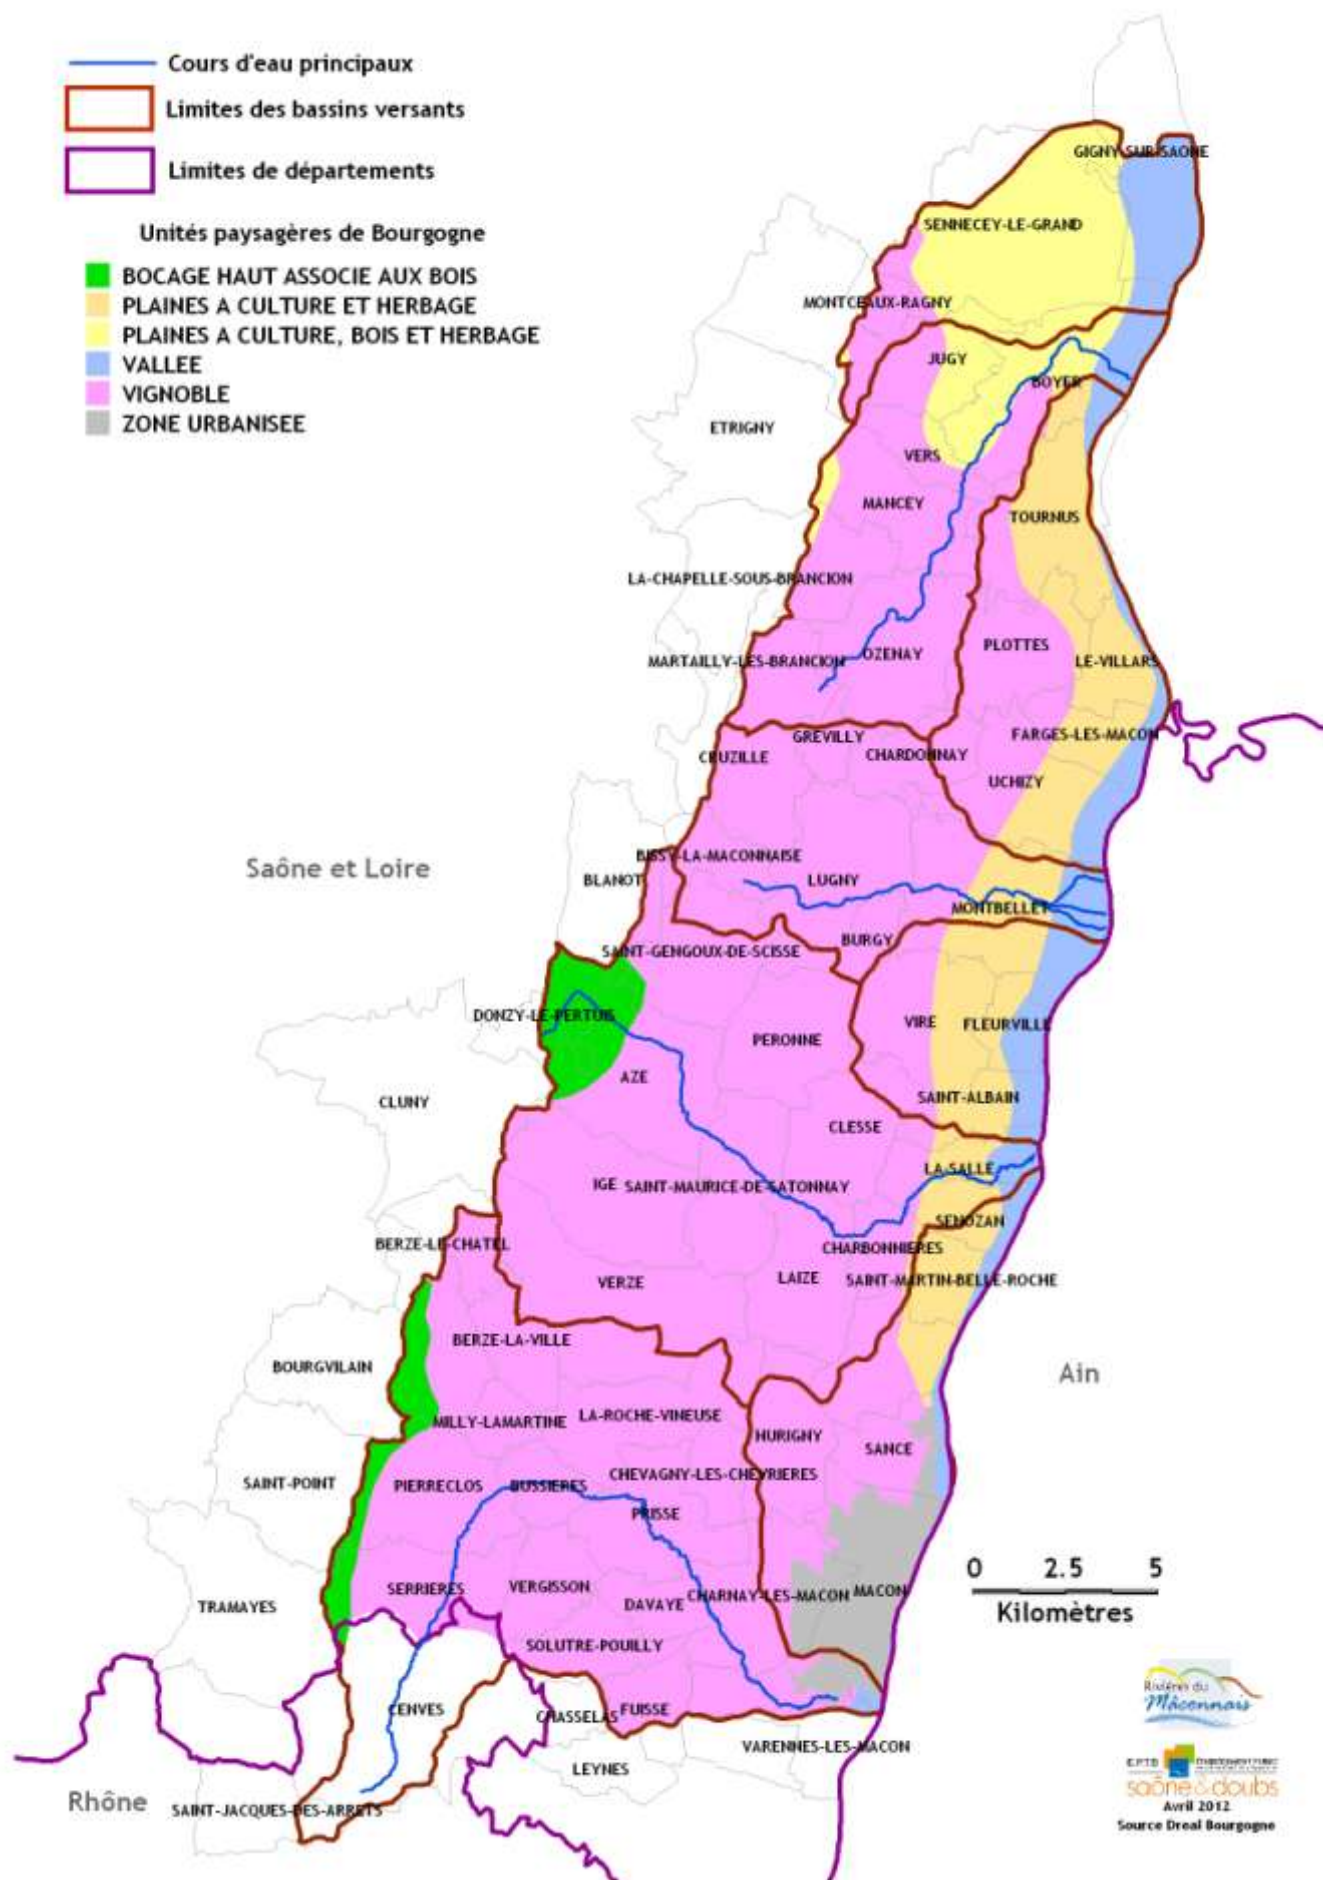 Cours d'eau principaux
Limites des bassins versants
Limites de départements
Unités paysagères de Bourgogne
BOCAGE HAUT ASSOCIE AUX BOIS
PLAINES A CULTURE ET HERBAGE
PLAINES A CULTURE, BOIS ET HERBAGE
VALLEE
VIGNOBLE
ZONE URBANISEE
GIGNY-SUR-SAONE
SENNECEY-LE-GRAND
MONTCEAUX-RAGNY
JUGY
BOYER
ETRIGNY
VERS
MANCEY
TOURNUS
LA-CHAPELLE-SOUS-BRANCION
PLOTTES
OZENAY
MARTAILLY-LES-BRANCION
LE-VILLARS
GREVILLY
FARGES-LES-MACON
CRUZILLE
CHARDONNAY
UCHIZY
Saône et Loire
BISSY-LA-MACONNAISE
BLANOT
LUGNY
MONTBELLET
BURGY
SAINT-GENGOUX-DE-SCISSE
DONZY-LE-PERTUIS
VIRE
FLEURVILLE
PERONNE
AZE
CLUNY
SAINT-ALBAIN
CLESSE
LA-SALLE
IGE
SAINT-MAURICE-DE-SATONNAY
SENOZAN
BERZE-LE-CHATEL
CHARBONNIERES
VERZE
LAIZE
SAINT-MARTIN-BELLE-ROCHE
BERZE-LA-VILLE
BOURGVILAIN
Ain
MILLY-LAMARTINE
LA-ROCHE-VINEUSE
HURIGNY
SANCE
SAINT-POINT
PIERRECLOS
BUSSIERES
CHEVAGNY-LES-CHEVRIERES
PRISSE
0 2.5 5
Kilomètres
TRAMAYES
SERRIERES
VERGISSON
DAVAYE
CHARNAY-LES-MACON
MACON
SOLUTRE-POUILLY
CENVES
CHASSELAS
FUISSE
VARENNES-LES-MACON
LEYNES
Rhône
SAINT-JACQUES-DES-ARRETS
Rivières du
Mâconnais
EPTB
saône & doubs
Avril 2012
Source Dreal Bourgogne